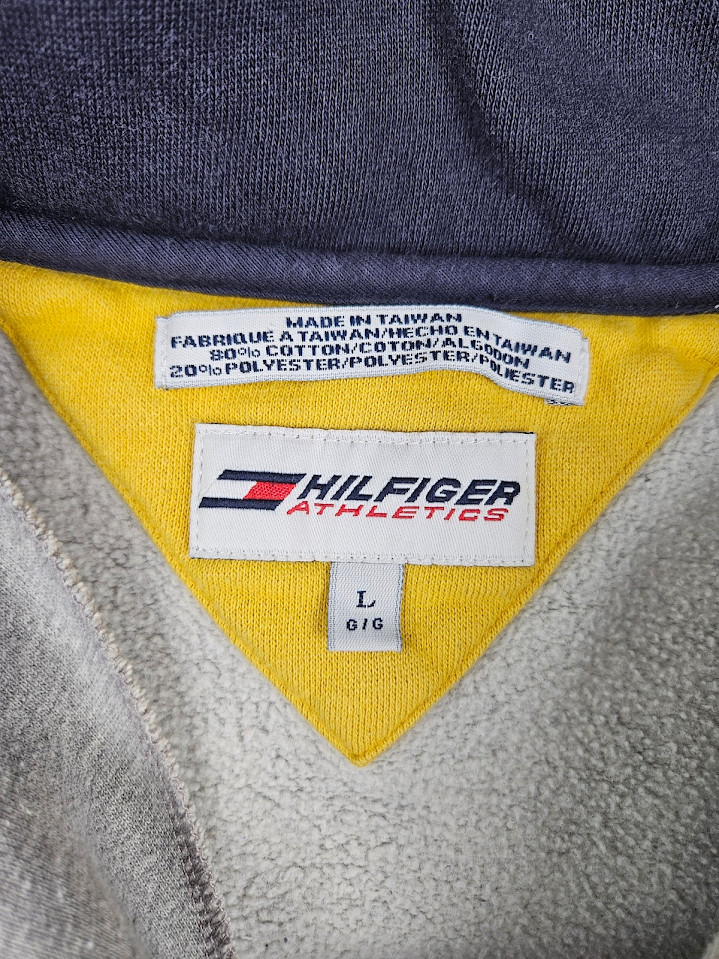 MADE IN TAIWAN
FABRIQUE A TAIWAN/HECHO EN TAIWAN
80% COTTON/COTON/ALGODON
20% POLYESTER/POLYESTER/POLIESTER
HILFIGER
ATHLETICS
L
G/G